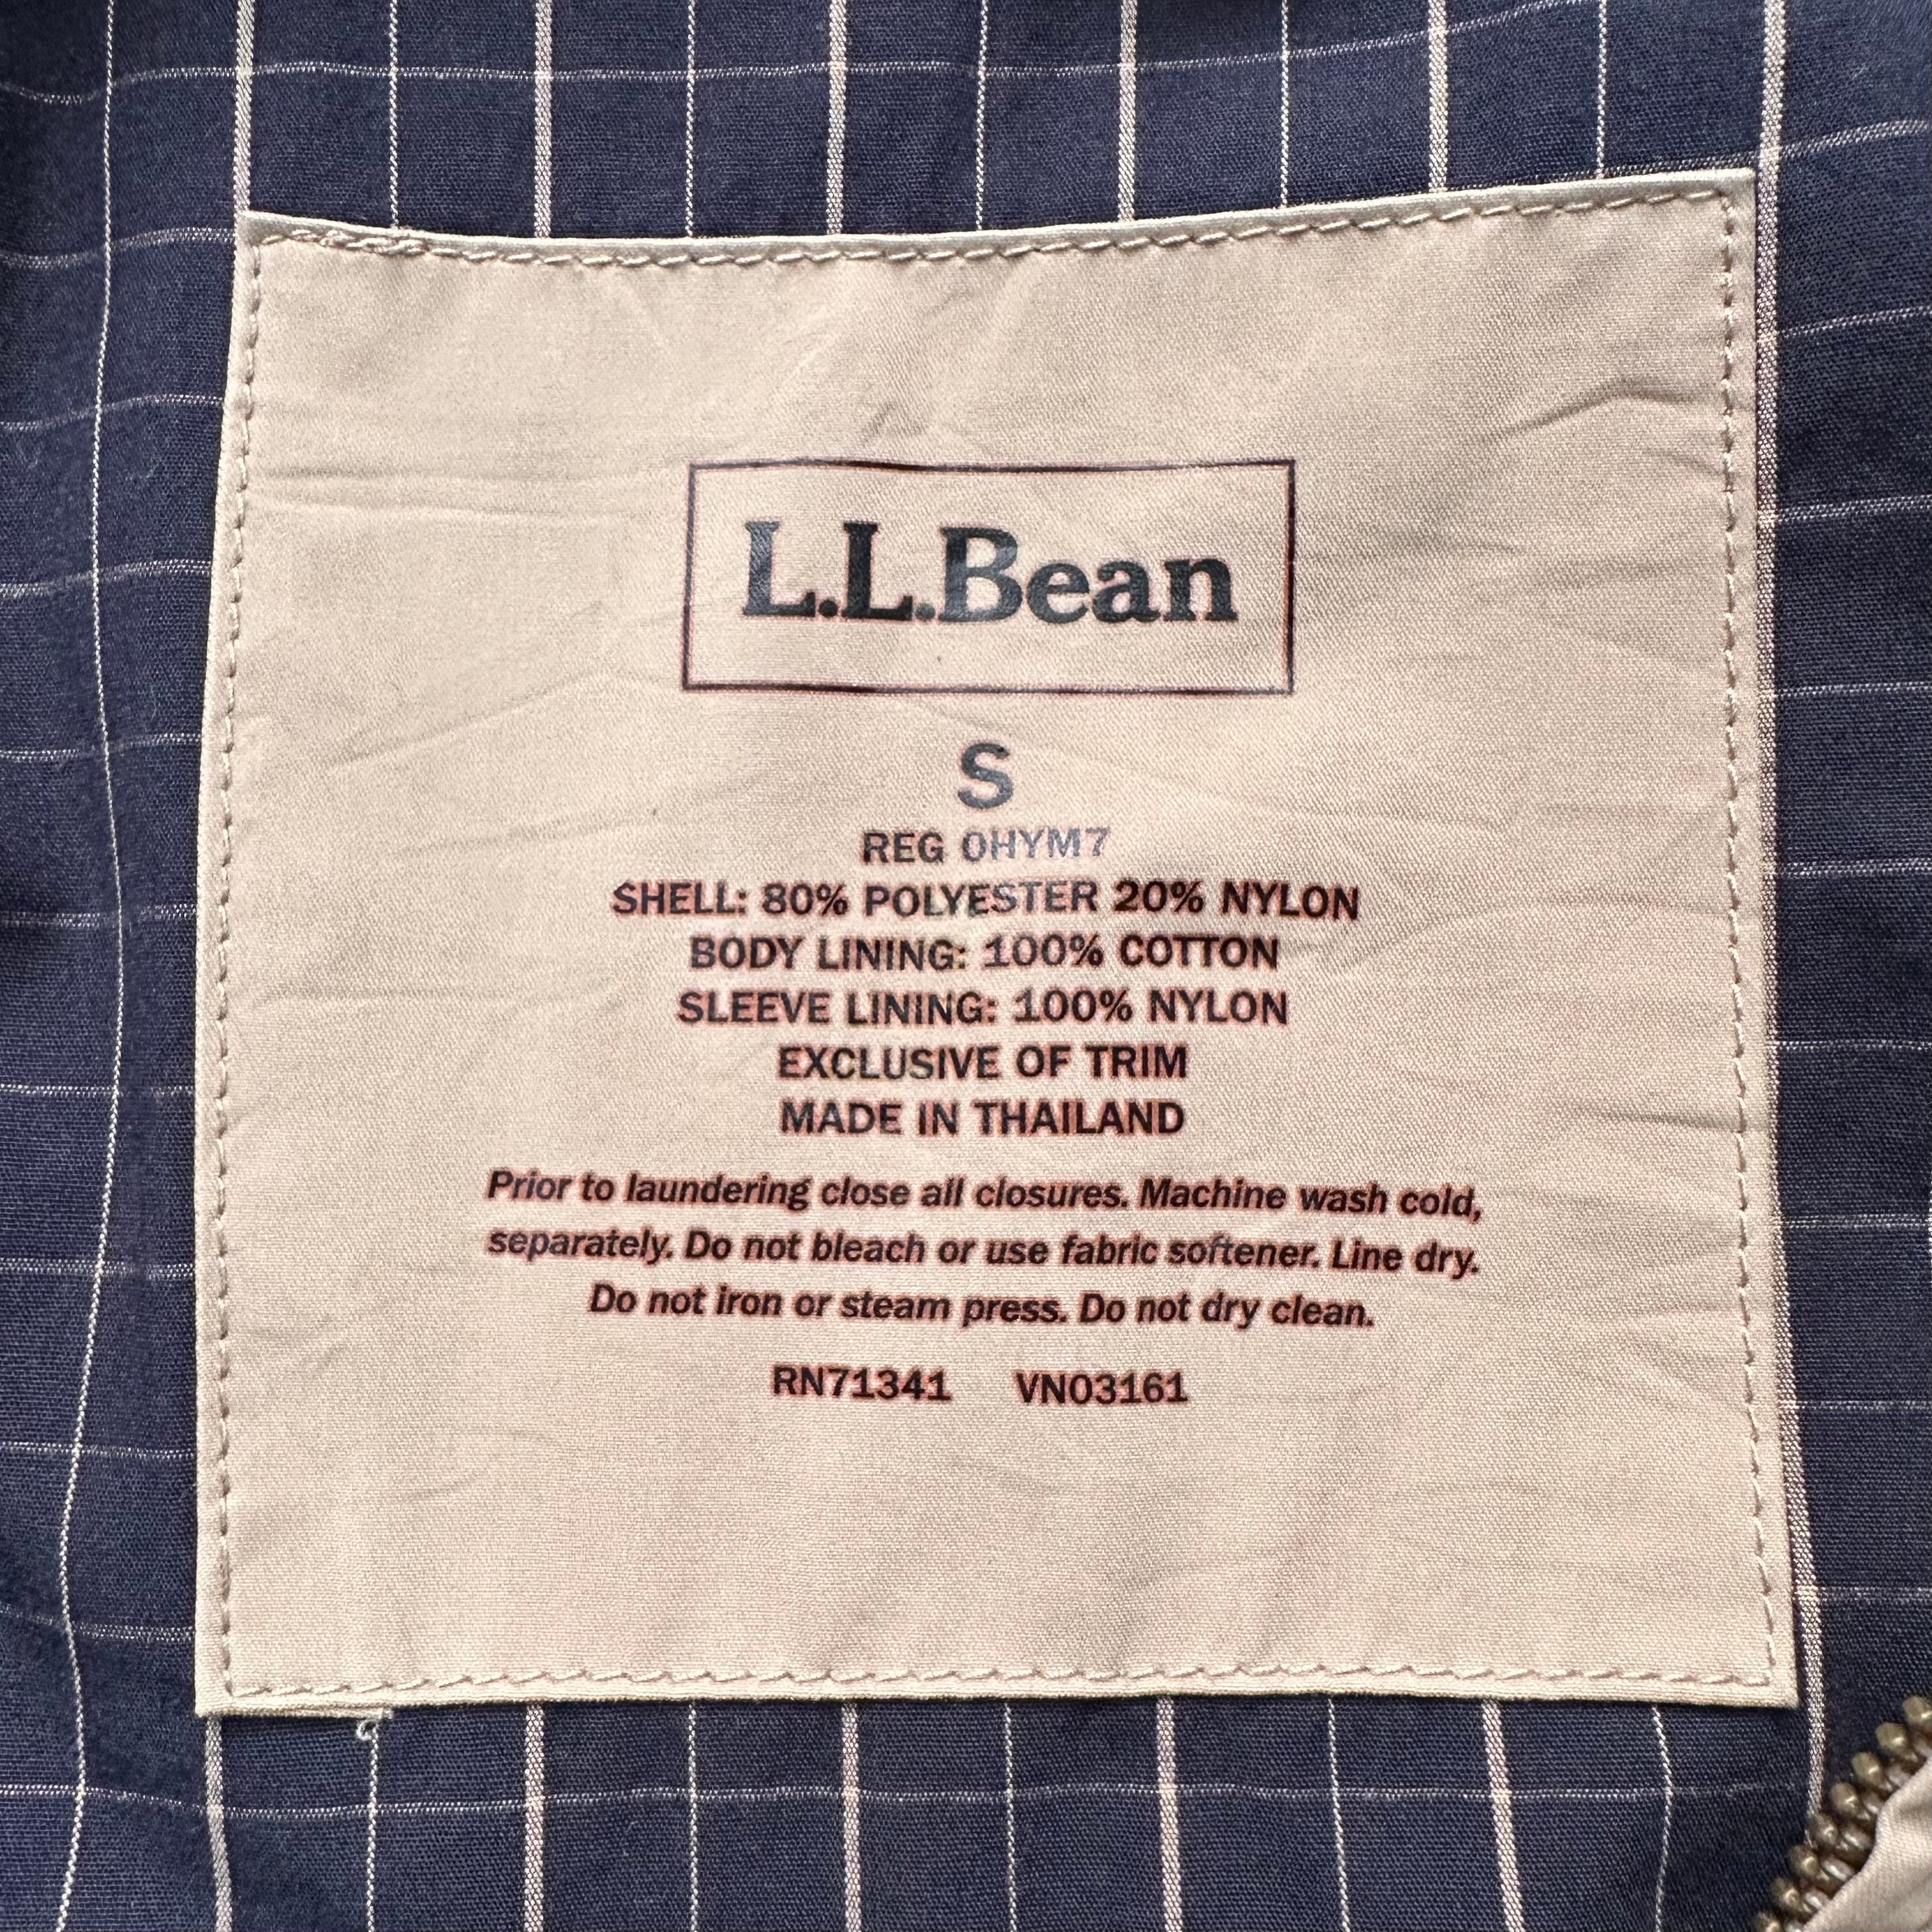 L.L.Bean
S
REG 0HYM7
SHELL: 80% POLYESTER 20% NYLON
BODY LINING: 100% COTTON
SLEEVE LINING: 100% NYLON
EXCLUSIVE OF TRIM
MADE IN THAILAND
Prior to laundering close all closures. Machine wash cold,
separately. Do not bleach or use fabric softener. Line dry.
Do not iron or steam press. Do not dry clean.
RN71341 VN03161